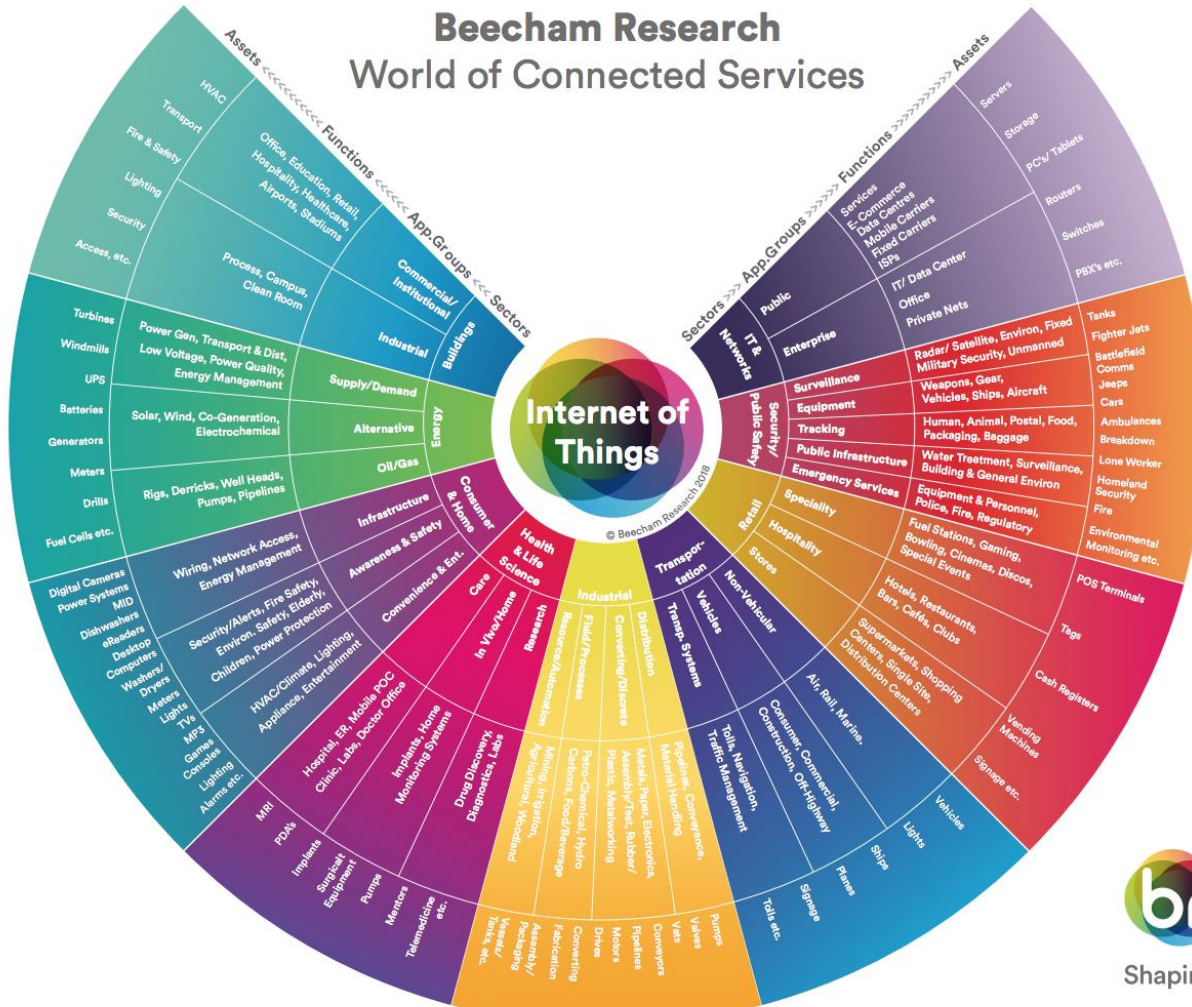 Beecham Research
World of Connected Services
Assets <<<<< Functions <<<<< App.Groups <<< Sectors
Sectors >>> App.Groups >>>>> Functions >>>>>>> Assets
Internet of
Things
© Beecham Research 2018
Buildings
Commercial/
Institutional
Industrial
Office, Education, Retail,
Hospitality, Healthcare,
Airports, Stadiums
Process, Campus,
Clean Room
HVAC
Transport
Fire & Safety
Lighting
Security
Access, etc.
Energy
Supply/Demand
Alternative
Oil/Gas
Power Gen, Transport & Dist,
Low Voltage, Power Quality,
Energy Management
Solar, Wind, Co-Generation,
Electrochemical
Rigs, Derricks, Well Heads,
Pumps, Pipelines
Turbines
Windmills
UPS
Batteries
Generators
Meters
Drills
Fuel Cells etc.
Consumer
& Home
Infrastructure
Awareness & Safety
Convenience & Ent.
Wiring, Network Access,
Energy Management
Security/Alerts, Fire Safety,
Environ. Safety, Elderly,
Children, Power Protection
HVAC/Climate, Lighting,
Appliance, Entertainment
Digital Cameras
Power Systems
MID
Dishwashers
eReaders
Desktop
Computers
Washers/
Dryers
Meters
Lights
TVs
MP3
Games
Consoles
Lighting
Alarms etc.
Health
& Life
Science
Care
In Vivo/Home
Research
Hospital, ER, Mobile POC
Clinic, Labs, Doctor Office
Implants, Home
Monitoring Systems
Drug Discovery,
Diagnostics, Labs
MRI
PDA's
Implants
Surgicalt
Equipment
Pumps
Mentors
Telemedicine
etc.
Industrial
Resource/Automation
Fluid/Processes
Converting/Discrete
Distribution
Mining, Irrigation,
Agricltunid, Woodland
Petro-Chemical, Hydro
Carbons, Food/Beverage
Metals, Paper, Electronics,
Assembly/Test, Rubber/
Plastic, Metalworking
Pipelines, Conveyance,
Material Handling
Vessels/
Tanks, etc.
Assembly/
Packaging
Fabrication
Converting
Drives
Motors
Pipelines
Conveyors
Vats
Valves
Pumps
Transpor-
tation
Transp. Systems
Vehicles
Non-Vehicular
Tolls, Navigation,
Traffic Management
Consumer, Commercial,
Construction, Off-Highway
Air, Rail, Marine.
Tolls etc.
Signage
Planes
Ships
Lights
Vehicles
Retail
Speciality
Hospitality
Stores
Fuel Stations, Gaming,
Bowling, Cinemas, Discos,
Special Events
Hotels, Restaurants,
Bars, Cafés, Clubs
Supermarkets, Shopping
Centers, Single Site,
Distribution Centers
POS Terminals
Tags
Cash Registers
Vending
Machines
Signage etc.
Security/
Public Safety
Surveillance
Equipment
Tracking
Public Infrastructure
Emergency Services
Radar/ Satellite, Environ, Fixed
Military Security, Unmanned
Weapons, Gear,
Vehicles, Ships, Aircraft
Human, Animal, Postal, Food,
Packaging, Baggage
Water Treatment, Surveillance,
Building & General Environ
Equipment & Personnel,
Police, Fire, Regulatory
Tanks
Fighter Jets
Battlefield
Comms
Jeeps
Cars
Ambulances
Breakdown
Lone Worker
Homeland
Security
Fire
Environmental
Monitoring etc.
IT &
Networks
Public
Enterprise
Services
E- Commerce
Data Centres
Mobile Carriers
Fixed Carriers
ISPs
IT/ Data Center
Office
Private Nets
Servers
Storage
PC's/ Tablets
Routers
Switches
PBX's etc.